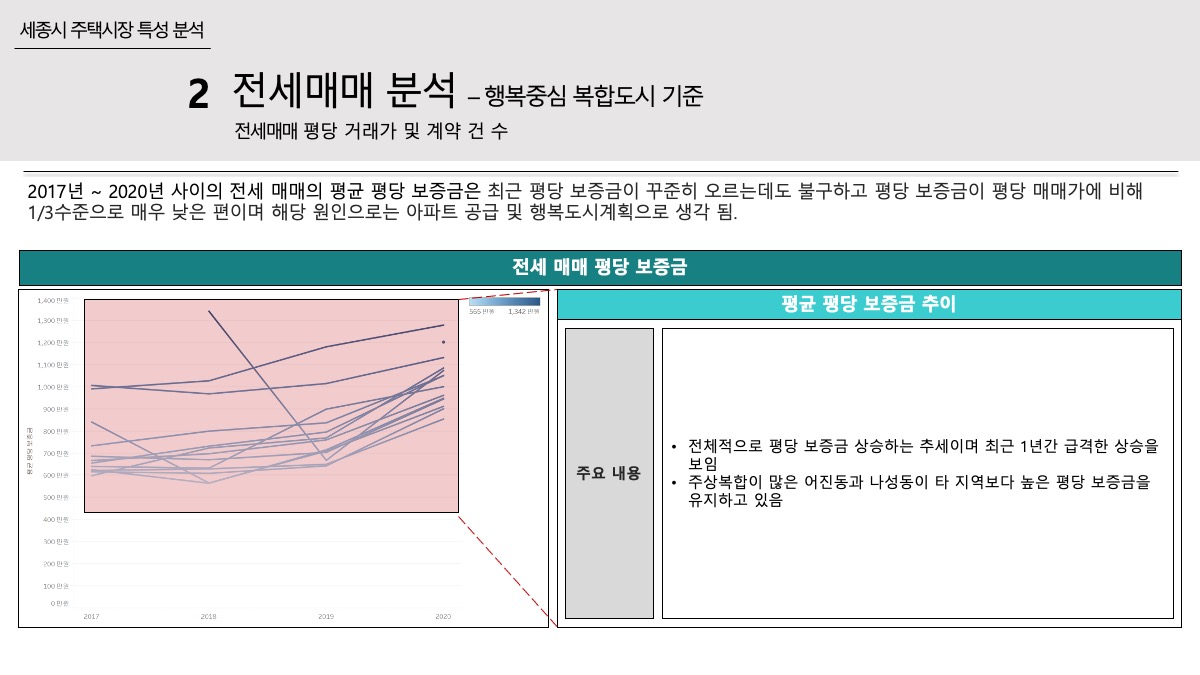 세종시 주택시장 특성 분석
2 전세매매 분석 – 행복중심 복합도시 기준
전세매매 평당 거래가 및 계약 건 수
2017년 ~ 2020년 사이의 전세 매매의 평균 평당 보증금은 최근 평당 보증금이 꾸준히 오르는데도 불구하고 평당 보증금이 평당 매매가에 비해
1/3수준으로 매우 낮은 편이며 해당 원인으로는 아파트 공급 및 행복도시계획으로 생각 됨.
전세 매매 평당 보증금
1,400 만원
1,300 만원
1,200 만원
1,100 만원
1,000 만원
900 만원
800 만원
700 만원
600 만원
500 만원
400 만원
300 만원
200 만원
100 만원
0 만원
평균 평당 보증금
2017
2018
2019
2020
565 만원
1,342 만원
평균 평당 보증금 추이
주요 내용
• 전체적으로 평당 보증금 상승하는 추세이며 최근 1년간 급격한 상승을
보임
• 주상복합이 많은 어진동과 나성동이 타 지역보다 높은 평당 보증금을
유지하고 있음